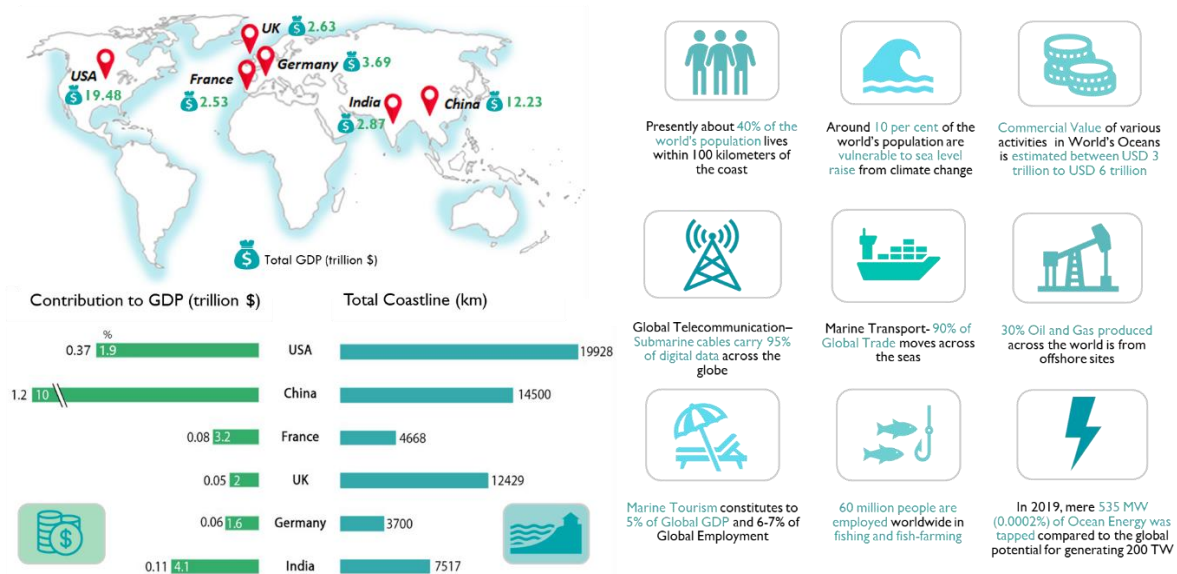 UK 2.63
Germany 3.69
USA
19.48
France
2.53
India
2.87
China 12.23
Total GDP (trillion $)
Contribution to GDP (trillion $)
Total Coastline (km)
%
0.37 1.9 USA 19928
1.2 10 China 14500
0.08 3.2 France 4668
0.05 2 UK 12429
0.06 1.6 Germany 3700
0.11 4.1 India 7517
Presently about 40% of the
world's population lives
within 100 kilometers of
the coast
Around 10 per cent of the
world's population are
vulnerable to sea level
raise from climate change
Commercial Value of various
activities in World's Oceans
is estimated between USD 3
trillion to USD 6 trillion
Global Telecommunication–
Submarine cables carry 95%
of digital data across the
globe
Marine Transport- 90% of
Global Trade moves across
the seas
30% Oil and Gas produced
across the world is from
offshore sites
Marine Tourism constitutes to
5% of Global GDP and 6-7% of
Global Employment
60 million people are
employed worldwide in
fishing and fish-farming
In 2019, mere 535 MW
(0.0002%) of Ocean Energy was
tapped compared to the global
potential for generating 200 TW